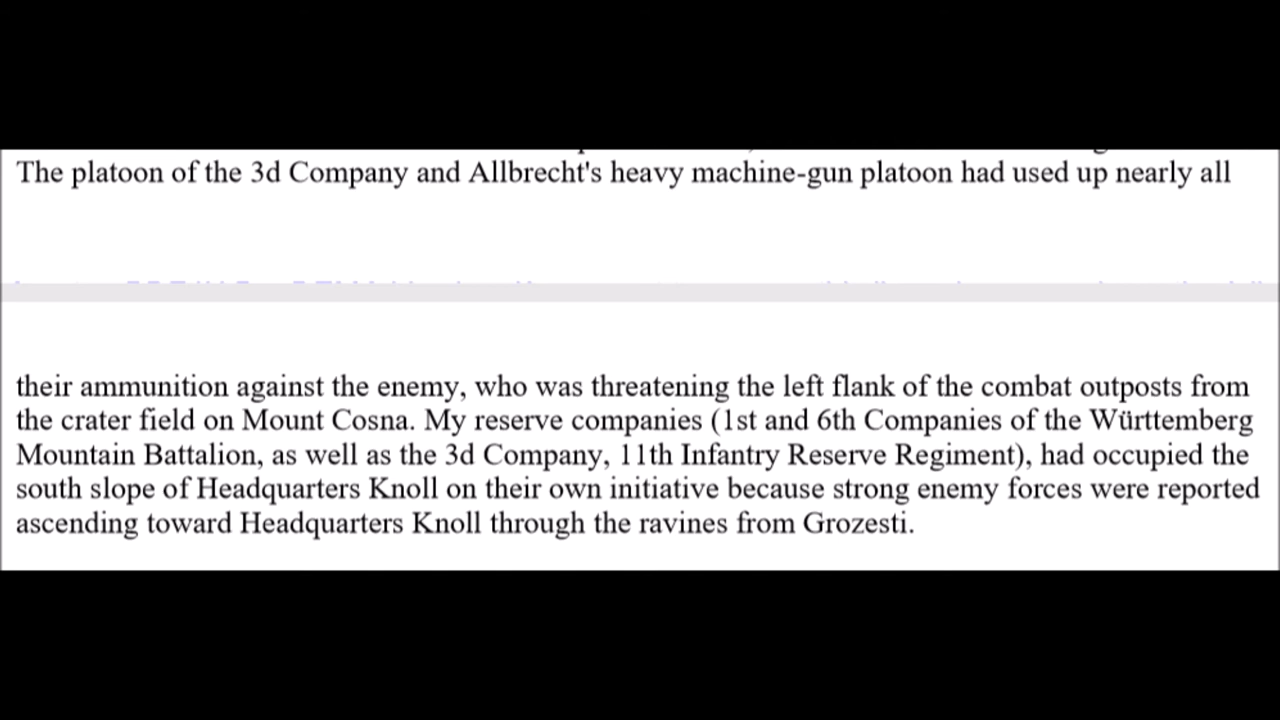 The platoon of the 3d Company and Allbrecht's heavy machine-gun platoon had used up nearly all
their ammunition against the enemy, who was threatening the left flank of the combat outposts from
the crater field on Mount Cosna. My reserve companies (1st and 6th Companies of the Württemberg
Mountain Battalion, as well as the 3d Company, 11th Infantry Reserve Regiment), had occupied the
south slope of Headquarters Knoll on their own initiative because strong enemy forces were reported
ascending toward Headquarters Knoll through the ravines from Grozesti.